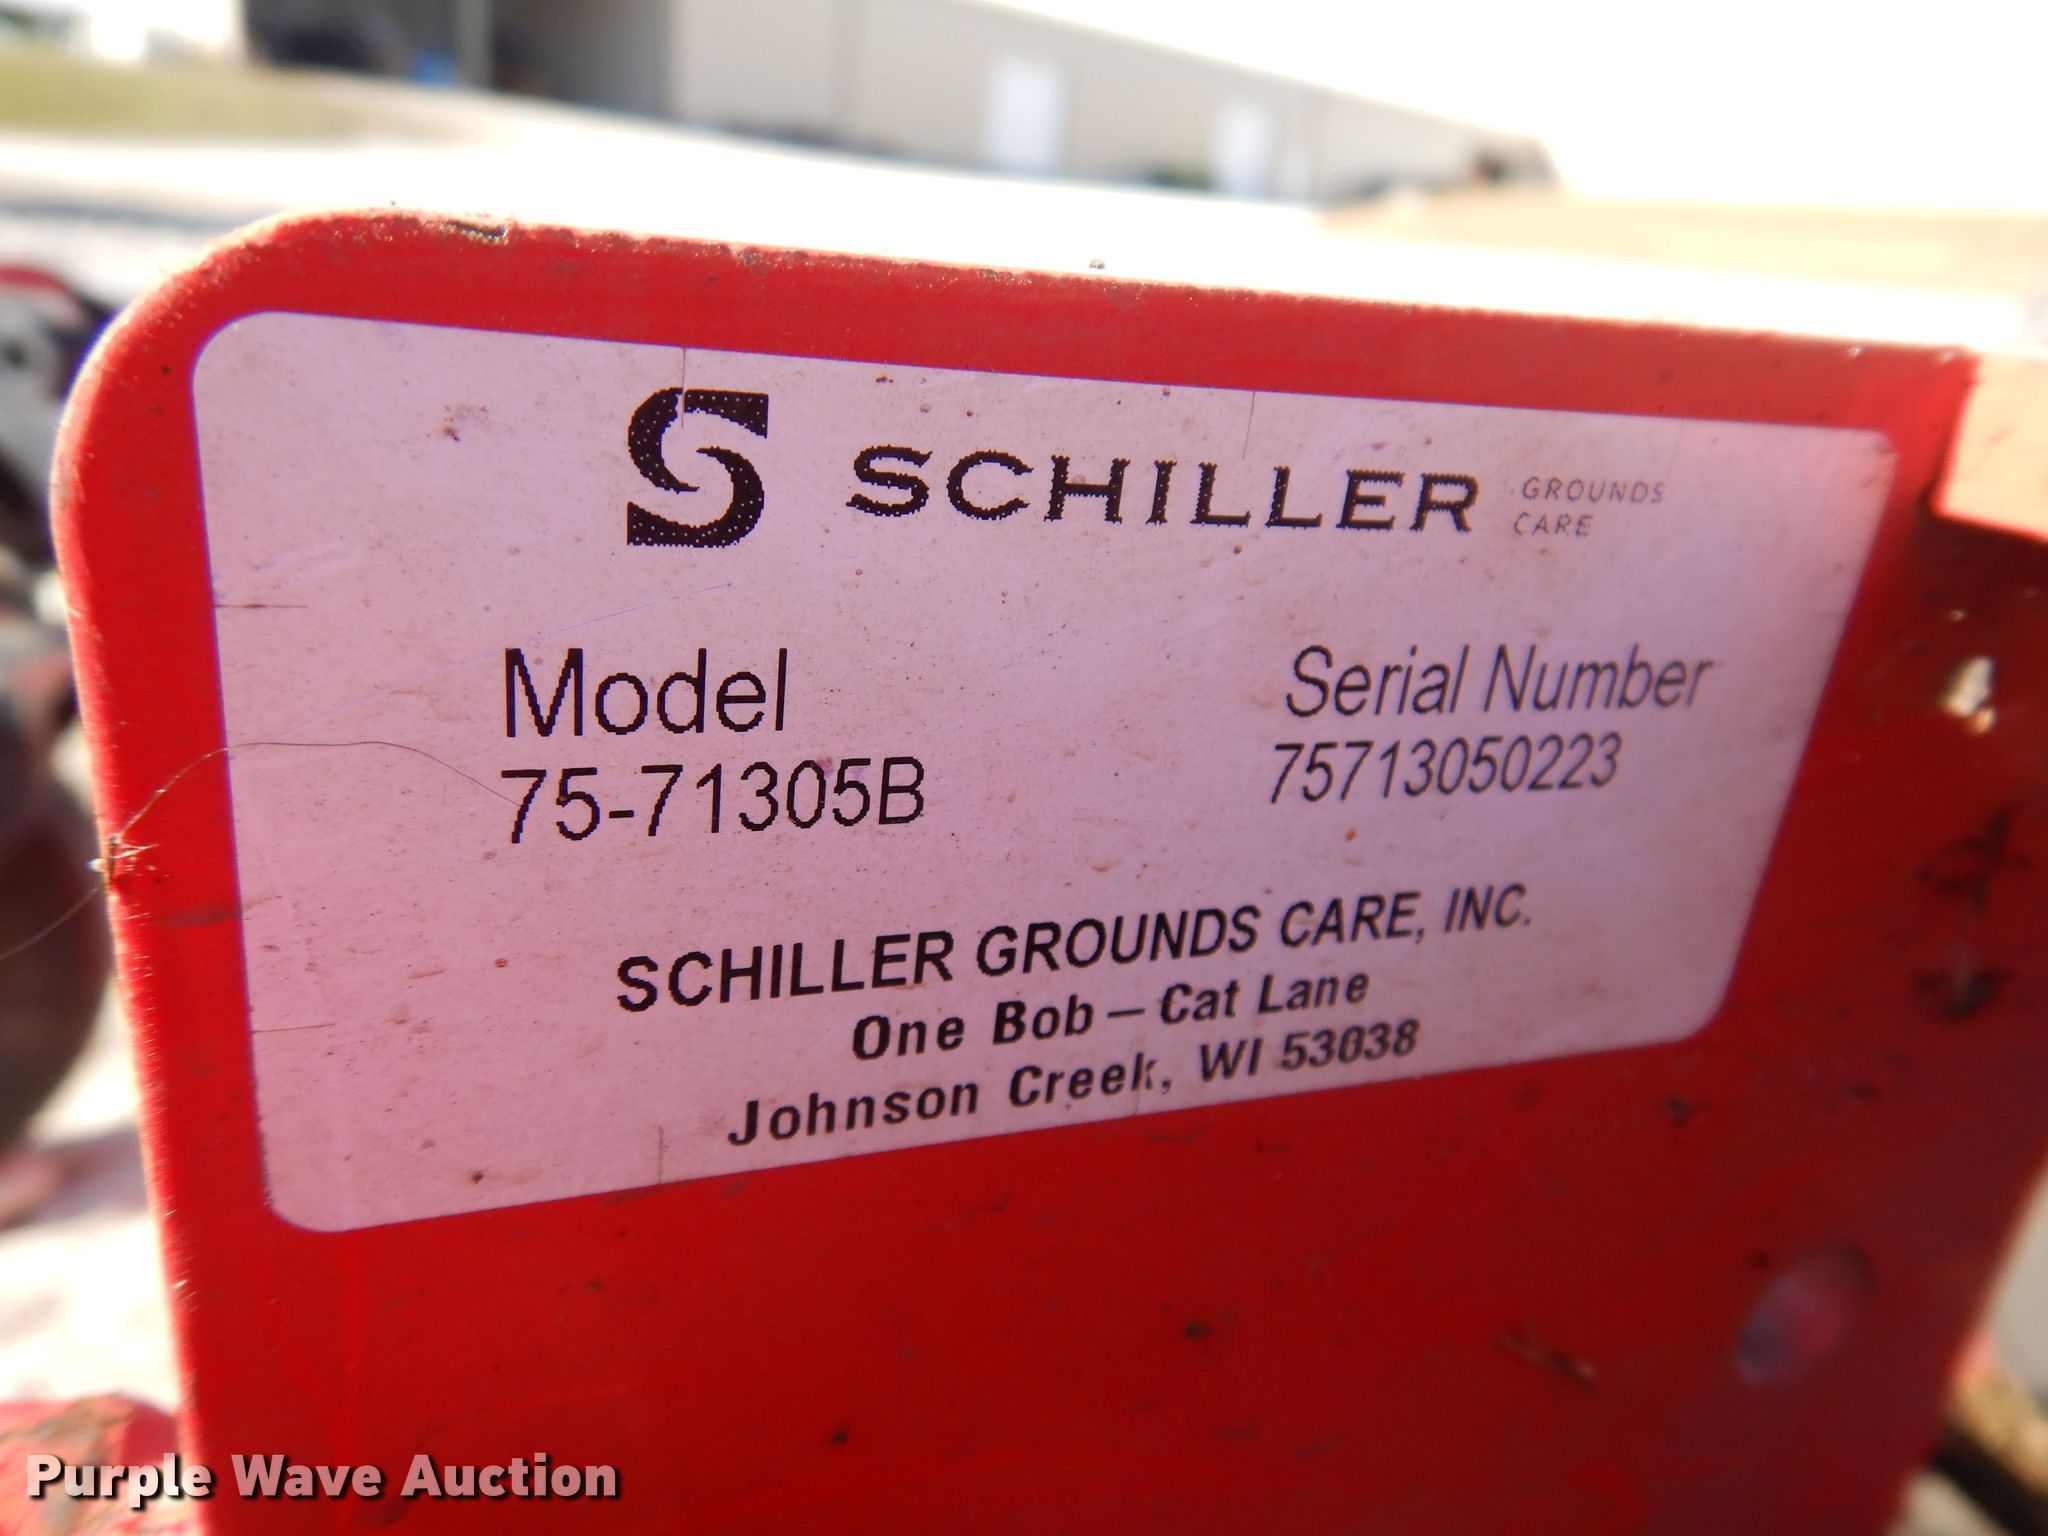 S SCHILLER GROUNDS
CARE
Model Serial Number
75-71305B 75713050223
SCHILLER GROUNDS CARE, INC.
One Bob-Cat Lane
Johnson Creek, WI 53038
Purple Wave Auction